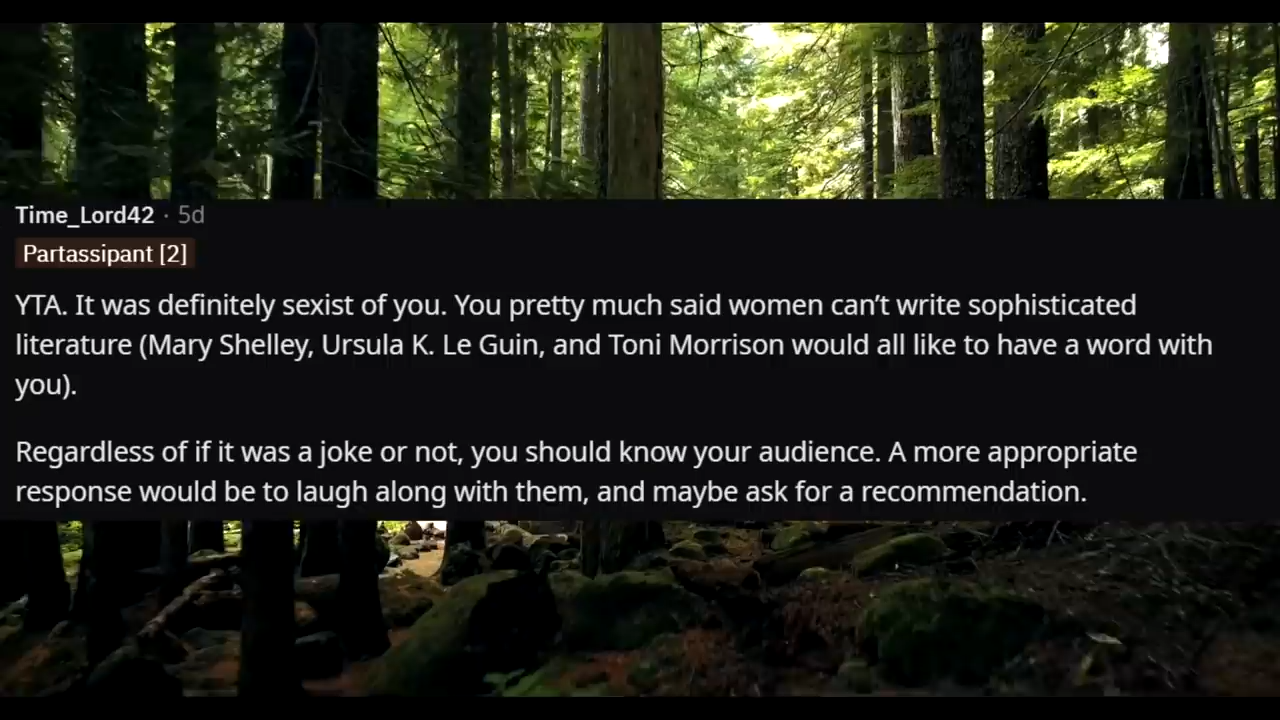 Time_Lord42 · 5d
Partassipant [2]
YTA. It was definitely sexist of you. You pretty much said women can’t write sophisticated
literature (Mary Shelley, Ursula K. Le Guin, and Toni Morrison would all like to have a word with
you).
Regardless of if it was a joke or not, you should know your audience. A more appropriate
response would be to laugh along with them, and maybe ask for a recommendation.